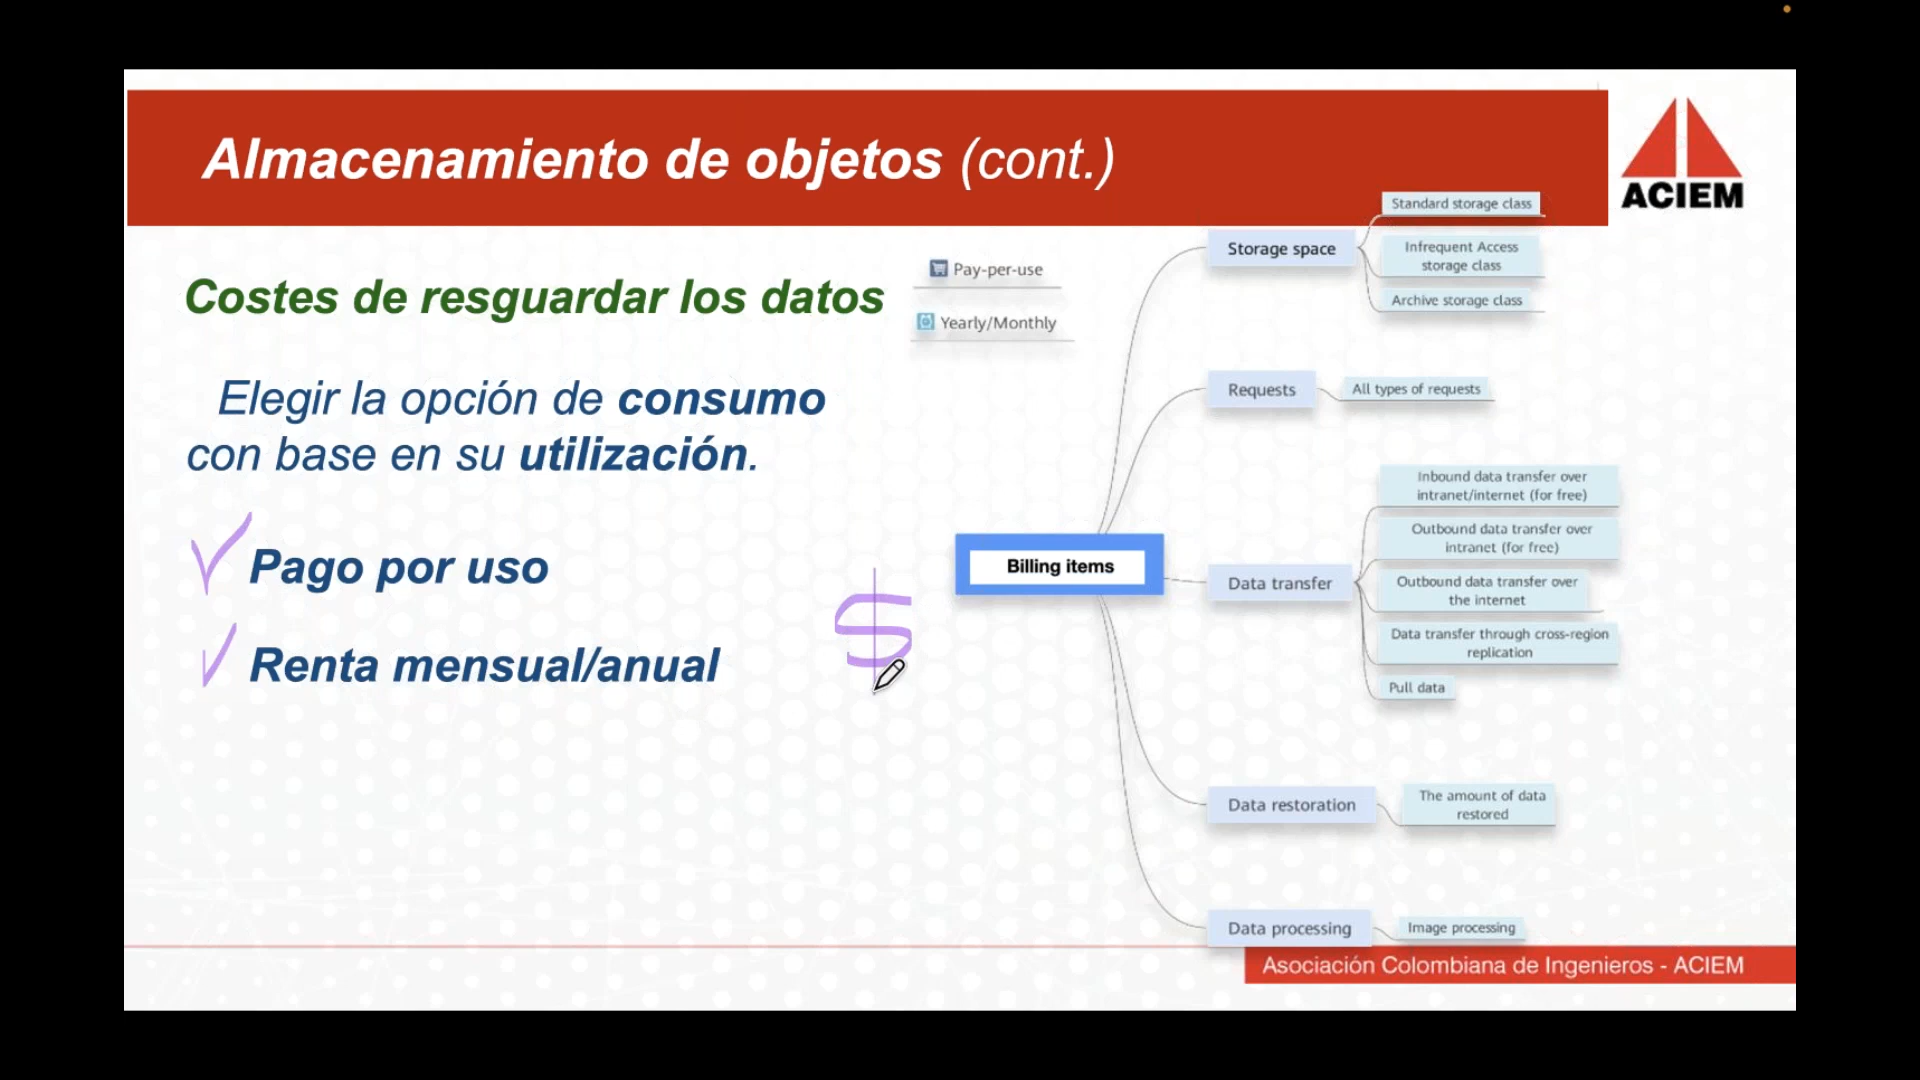 Almacenamiento de objetos (cont.)
ACIEM
Costes de resguardar los datos
Elegir la opción de consumo
con base en su utilización.
Pago por uso
Renta mensual/anual
$
Pay-per-use
Yearly/Monthly
Billing items
Storage space
Standard storage class
Infrequent Access
storage class
Archive storage class
Requests
All types of requests
Data transfer
Inbound data transfer over
intranet/internet (for free)
Outbound data transfer over
intranet (for free)
Outbound data transfer over
the internet
Data transfer through cross-region
replication
Pull data
Data restoration
The amount of data
restored
Data processing
Image processing
Asociación Colombiana de Ingenieros - ACIEM